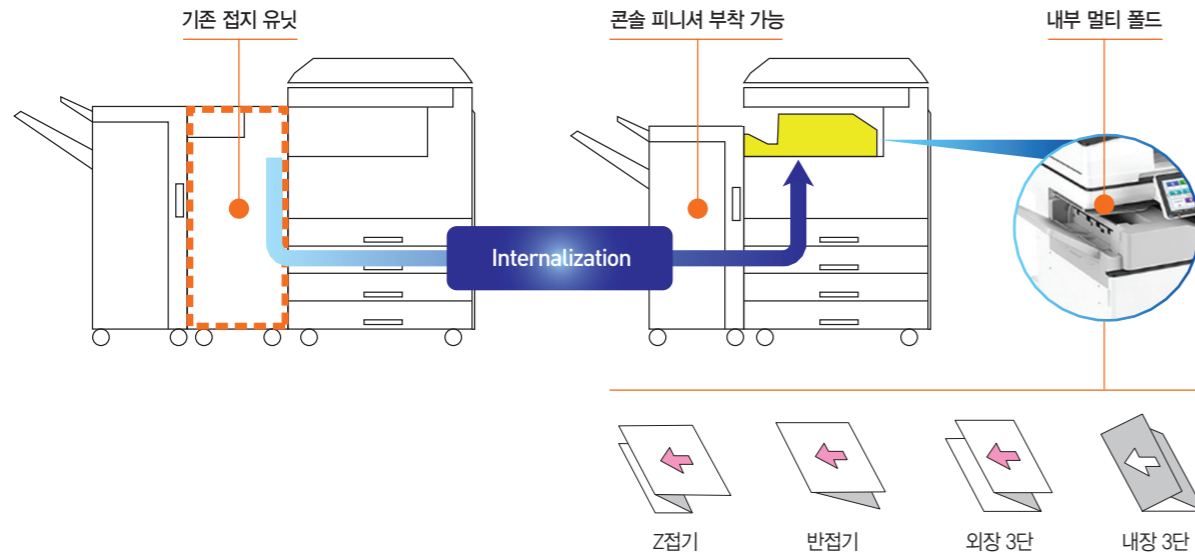 기존 접지 유닛
콘솔 피니셔 부착 가능
내부 멀티 폴드
Internalization
Z접기
반접기
외장 3단
내장 3단